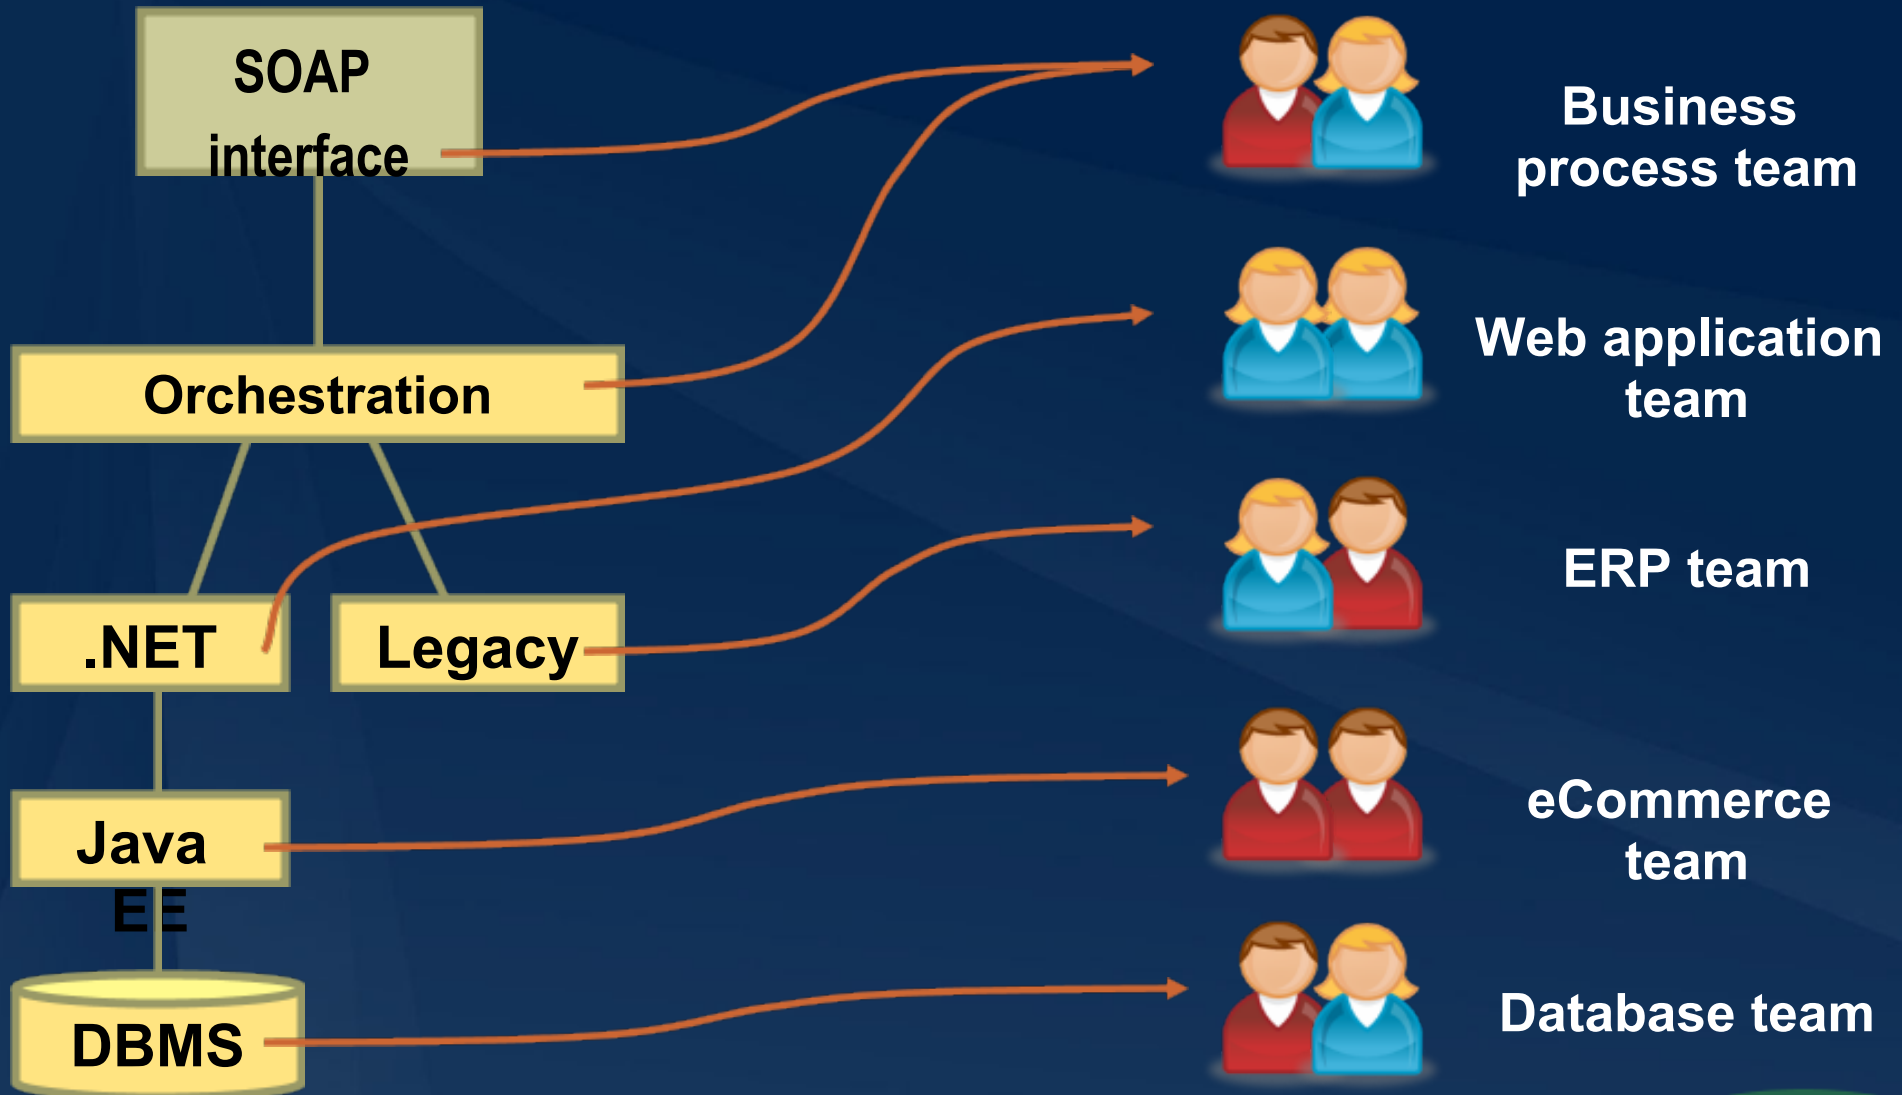 SOAP
interface
Business
process team
Orchestration
Web application
team
.NET
Legacy
ERP team
Java
EE
eCommerce
team
DBMS
Database team